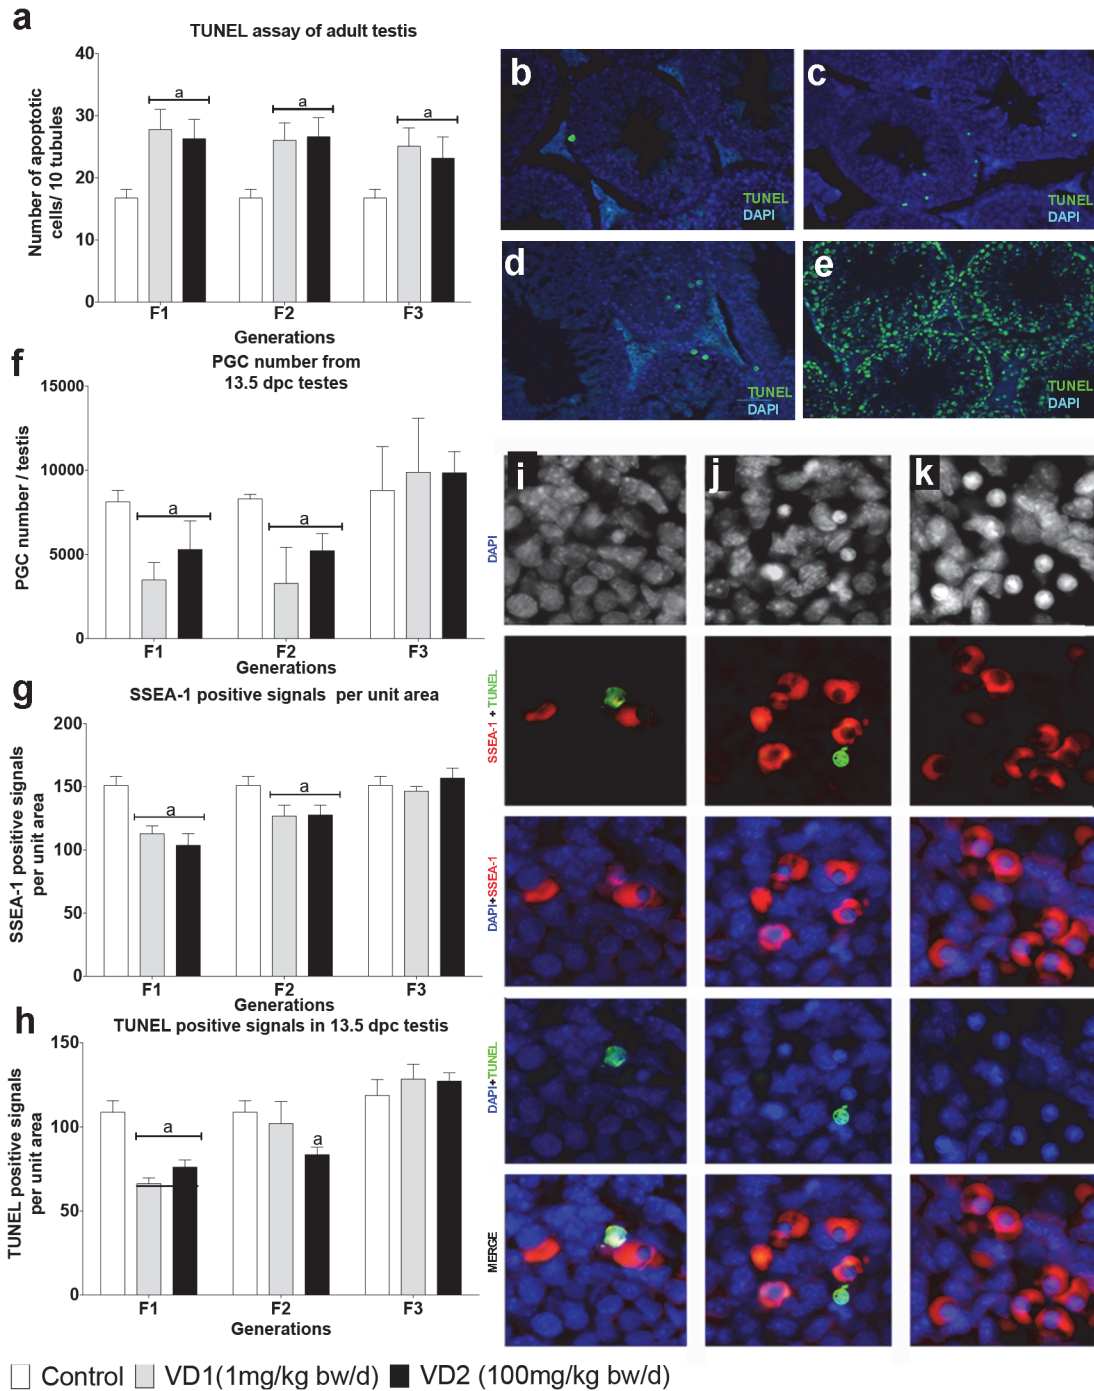 a
TUNEL assay of adult testis
Number of apoptotic
cells/ 10 tubules
40
30
20
10
0
a
a
a
F1
F2
F3
Generations
b
TUNEL
DAPI
c
TUNEL
DAPI
d
TUNEL
DAPI
e
TUNEL
DAPI
f
PGC number from
13.5 dpc testes
PGC number / testis
15000
10000
5000
0
a
a
F1
F2
F3
Generations
g
SSEA-1 positive signals per unit area
SSEA-1 positive signals
per unit area
200
150
100
50
0
a
a
F1
F2
F3
Generations
h
TUNEL positive signals in 13.5 dpc testis
TUNEL positive signals
per unit area
150
100
50
0
a
a
F1
F2
F3
Generations
i
j
k
DAPI
SSEA-1 + TUNEL
DAPI+SSEA-1
DAPI+TUNEL
MERGE
Control VD1(1mg/kg bw/d) VD2 (100mg/kg bw/d)